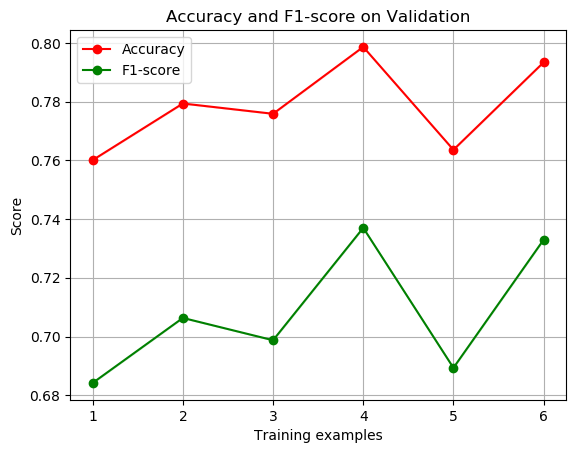 Accuracy and F1-score on Validation
Accuracy
F1-score
0.80
0.78
0.76
0.74
0.72
0.70
0.68
Score
1 2 3 4 5 6
Training examples